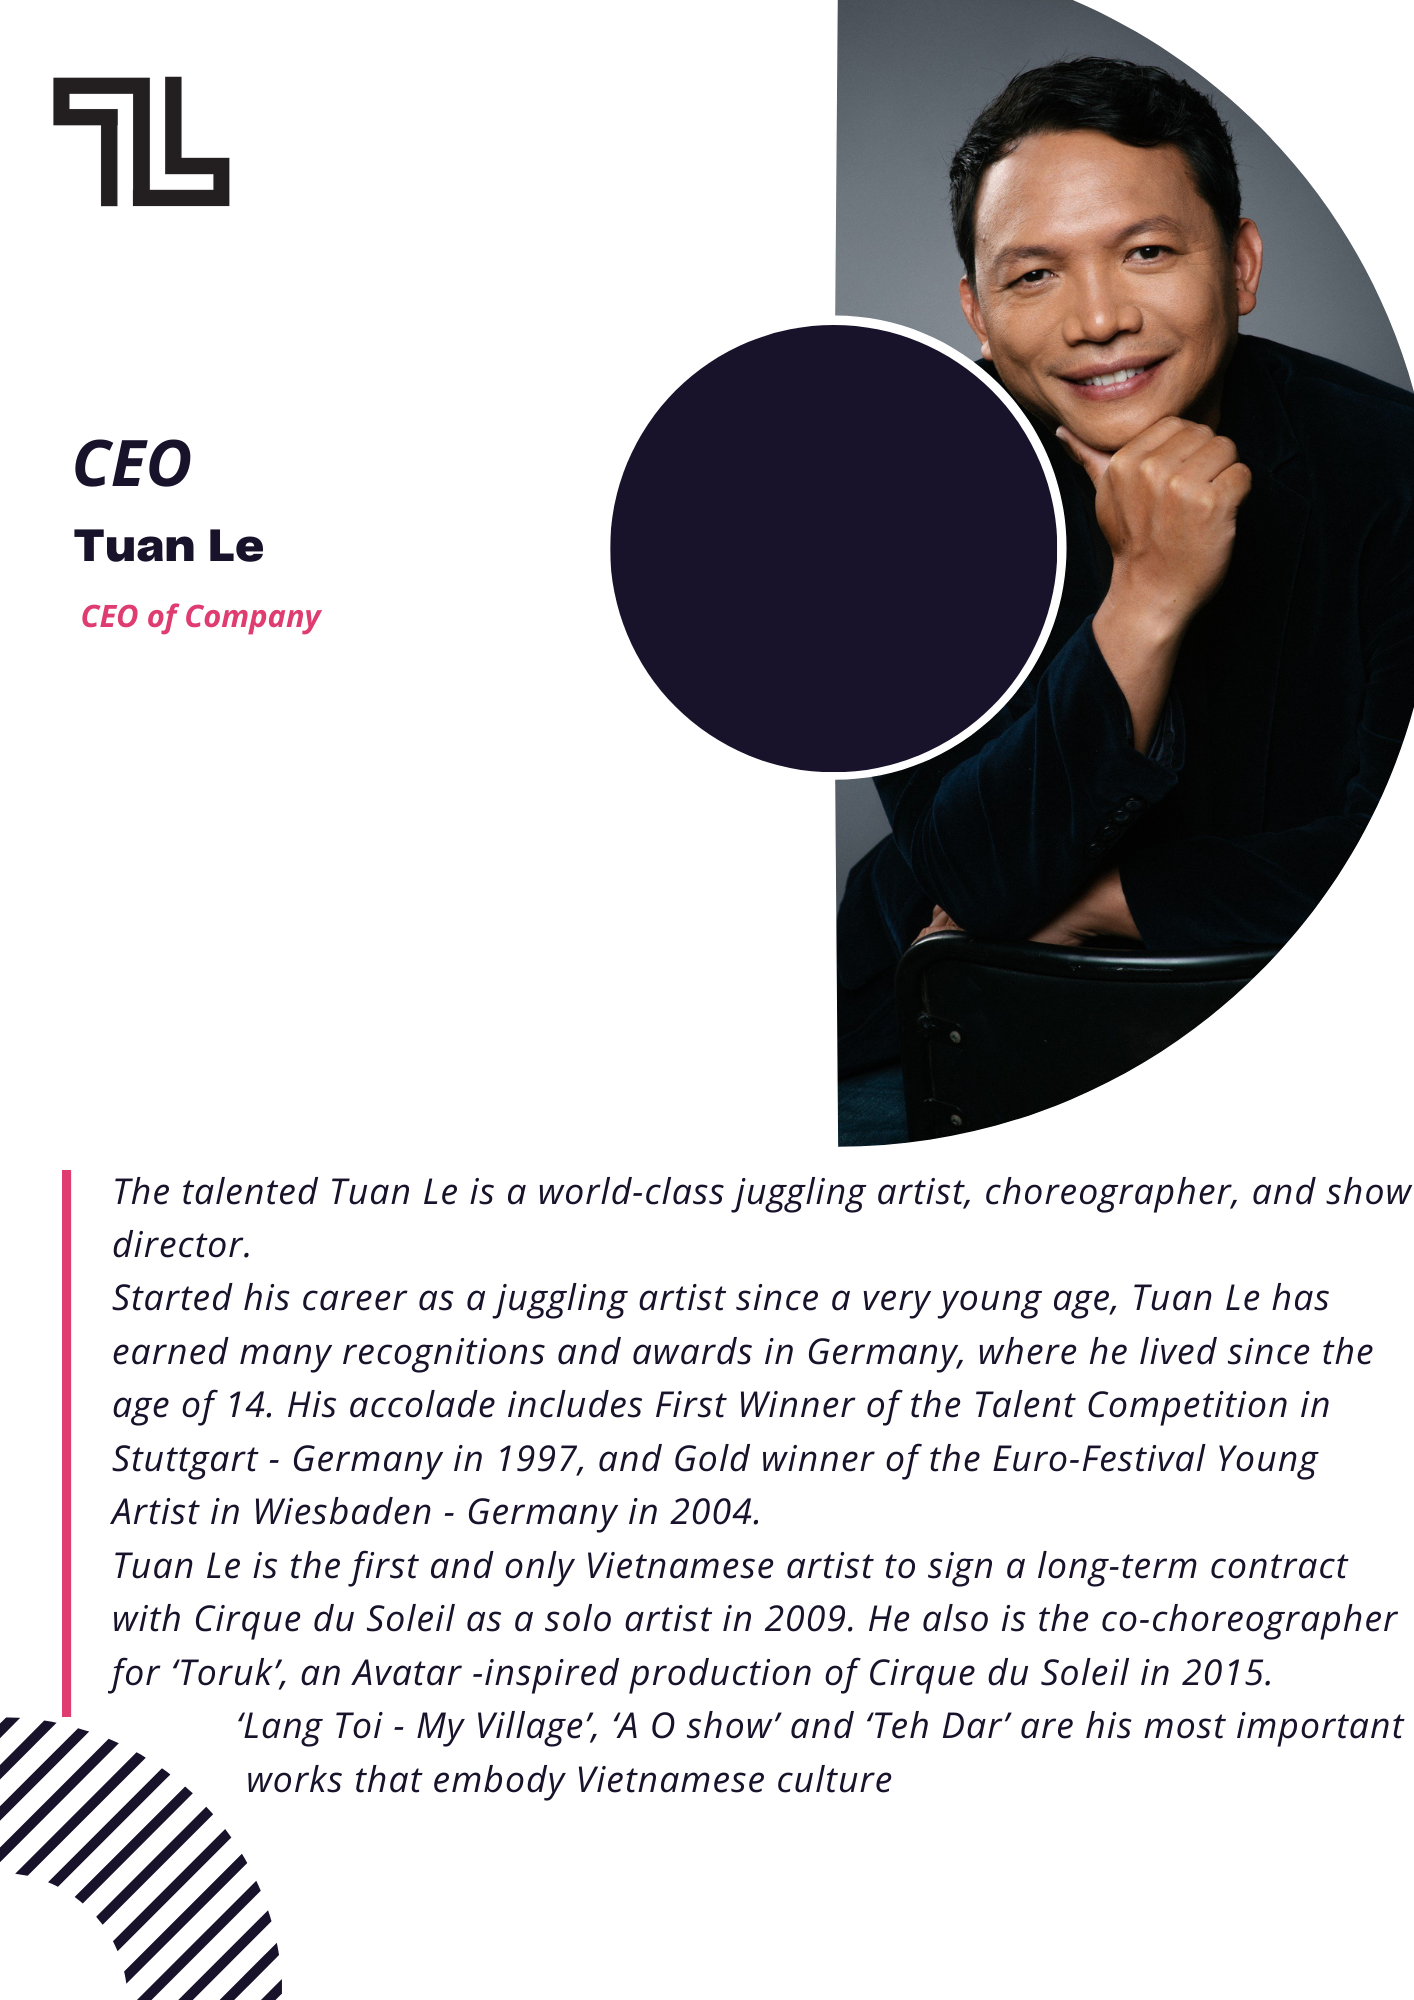 TL
CEO
Tuan Le
CEO of Company
The talented Tuan Le is a world-class juggling artist, choreographer, and show
director.
Started his career as a juggling artist since a very young age, Tuan Le has
earned many recognitions and awards in Germany, where he lived since the
age of 14. His accolade includes First Winner of the Talent Competition in
Stuttgart - Germany in 1997, and Gold winner of the Euro-Festival Young
Artist in Wiesbaden - Germany in 2004.
Tuan Le is the first and only Vietnamese artist to sign a long-term contract
with Cirque du Soleil as a solo artist in 2009. He also is the co-choreographer
for ‘Toruk’, an Avatar -inspired production of Cirque du Soleil in 2015.
‘Lang Toi - My Village’, ‘A O show’ and ‘Teh Dar’ are his most important
works that embody Vietnamese culture